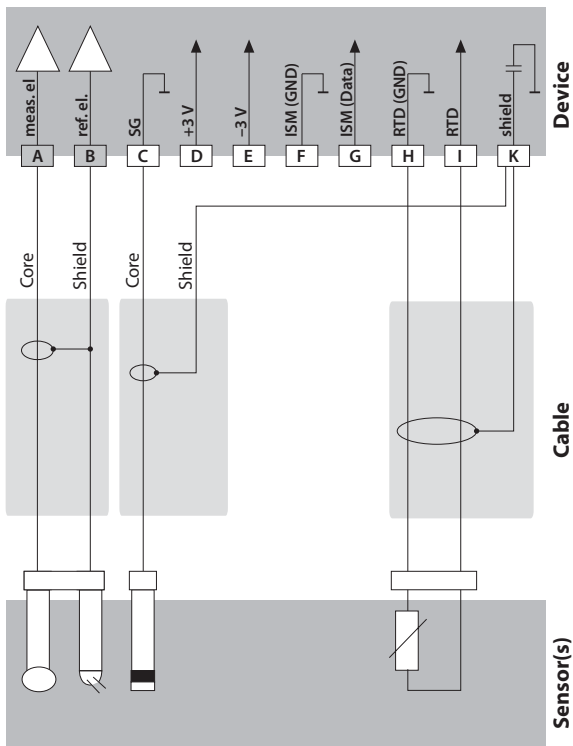 meas. el
ref. el.
SG
+3 V
–3 V
ISM (GND)
ISM (Data)
RTD (GND)
RTD
shield
Device
A
B
C
D
E
F
G
H
I
K
Core
Shield
Core
Shield
Cable
Sensor(s)